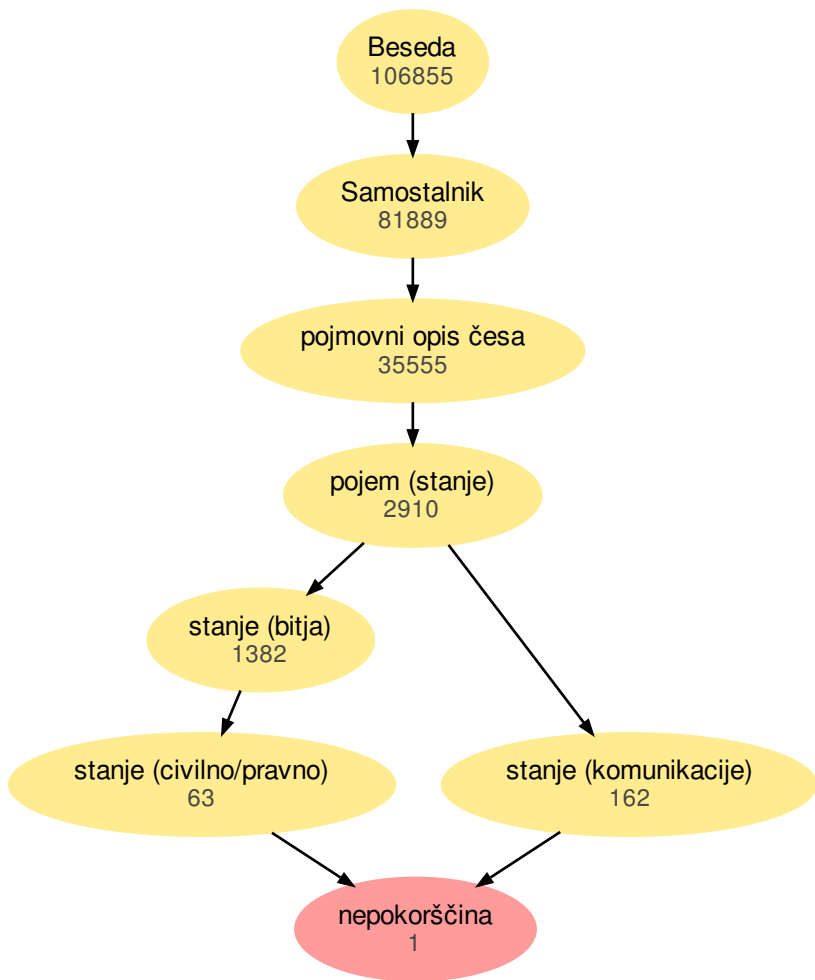 Beseda
106855
Samostalnik
81889
pojmovni opis česa
35555
pojem (stanje)
2910
stanje (bitja)
1382
stanje (civilno/pravno)
63
stanje (komunikacije)
162
nepokorščina
1